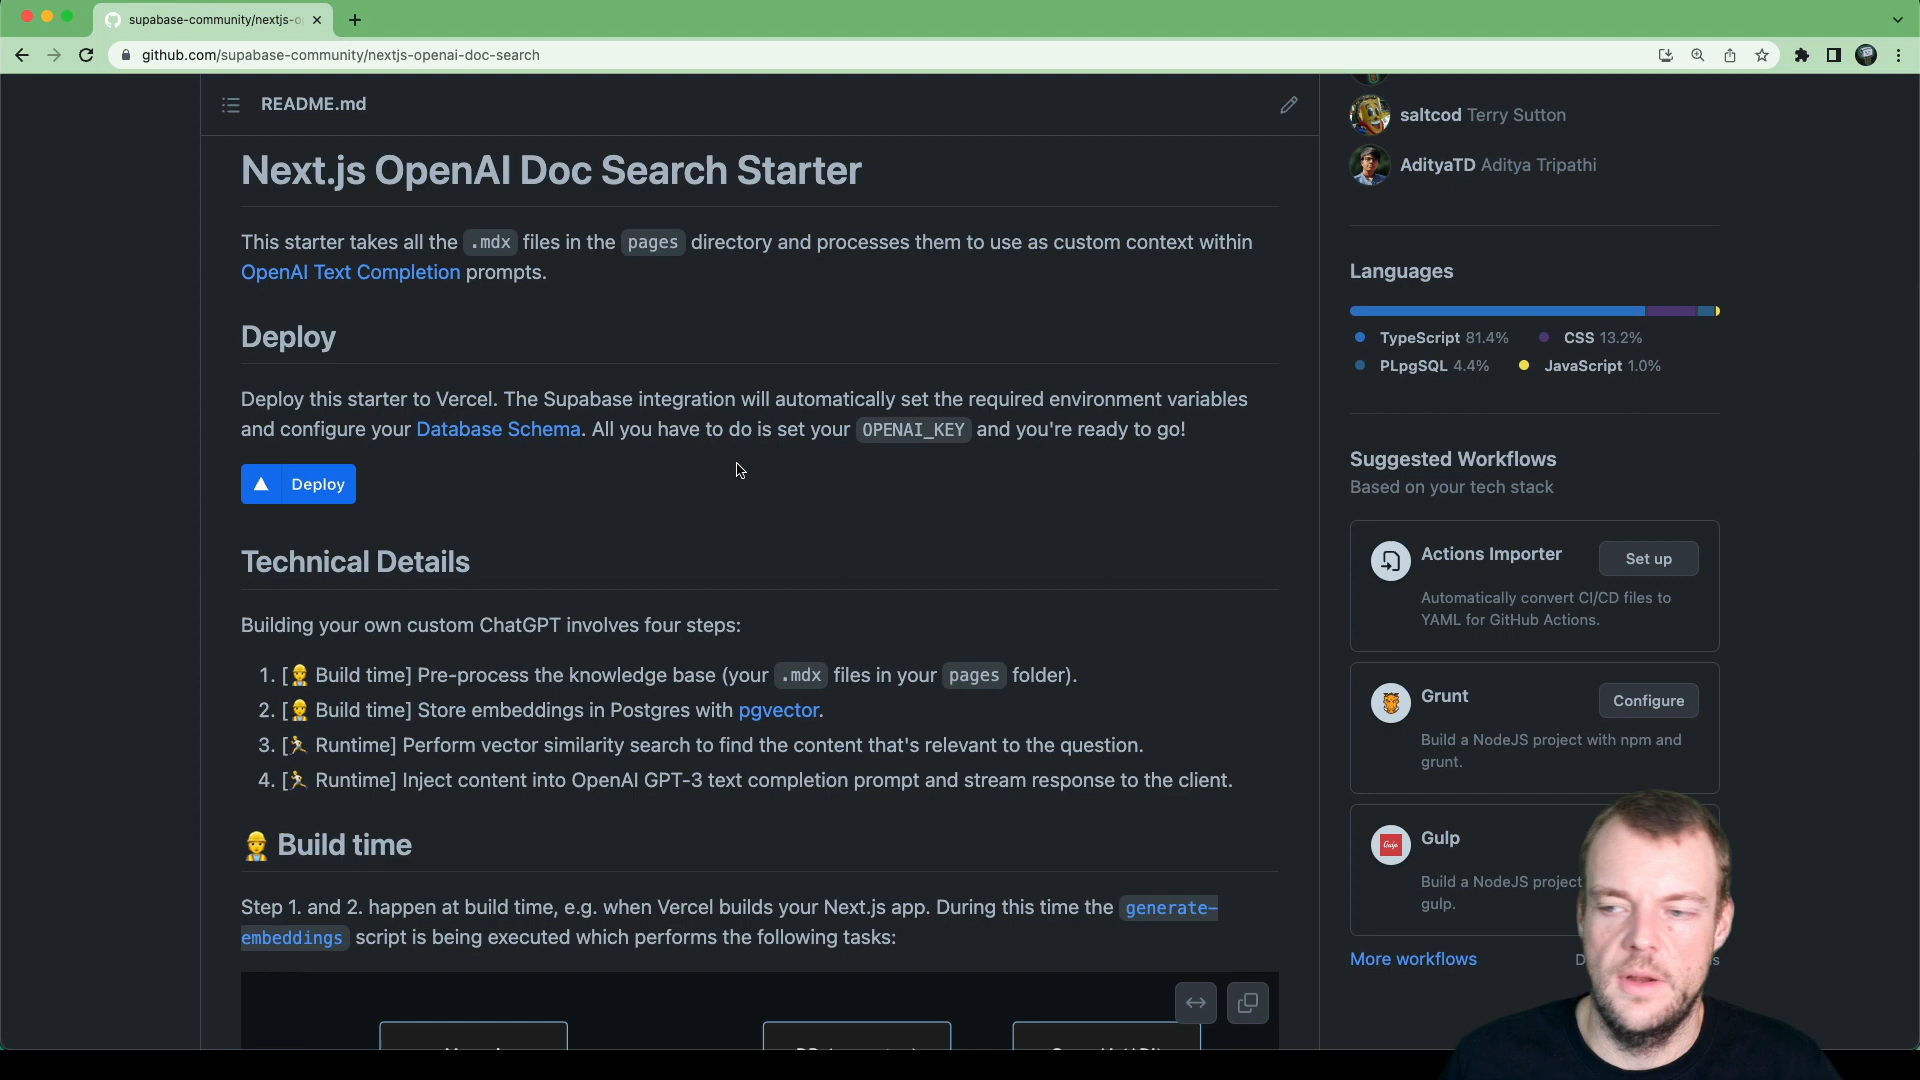 supabase-community/nextjs-o
github.com/supabase-community/nextjs-openai-doc-search
README.md
Next.js OpenAI Doc Search Starter
This starter takes all the .mdx files in the pages directory and processes them to use as custom context within
OpenAI Text Completion prompts.
Deploy
Deploy this starter to Vercel. The Supabase integration will automatically set the required environment variables
and configure your Database Schema. All you have to do is set your OPENAI_KEY and you're ready to go!
Deploy
Technical Details
Building your own custom ChatGPT involves four steps:
1. [👷 Build time] Pre-process the knowledge base (your .mdx files in your pages folder).
2. [👷 Build time] Store embeddings in Postgres with pgvector.
3. [🏃 Runtime] Perform vector similarity search to find the content that's relevant to the question.
4. [🏃 Runtime] Inject content into OpenAI GPT-3 text completion prompt and stream response to the client.
👷 Build time
Step 1. and 2. happen at build time, e.g. when Vercel builds your Next.js app. During this time the generate-
embeddings script is being executed which performs the following tasks:
saltcod Terry Sutton
AdityaTD Aditya Tripathi
Languages
TypeScript 81.4%
CSS 13.2%
PLpgSQL 4.4%
JavaScript 1.0%
Suggested Workflows
Based on your tech stack
Actions Importer
Set up
Automatically convert CI/CD files to
YAML for GitHub Actions.
Grunt
Configure
Build a NodeJS project with npm and
grunt.
Gulp
Build a NodeJS project
gulp.
More workflows